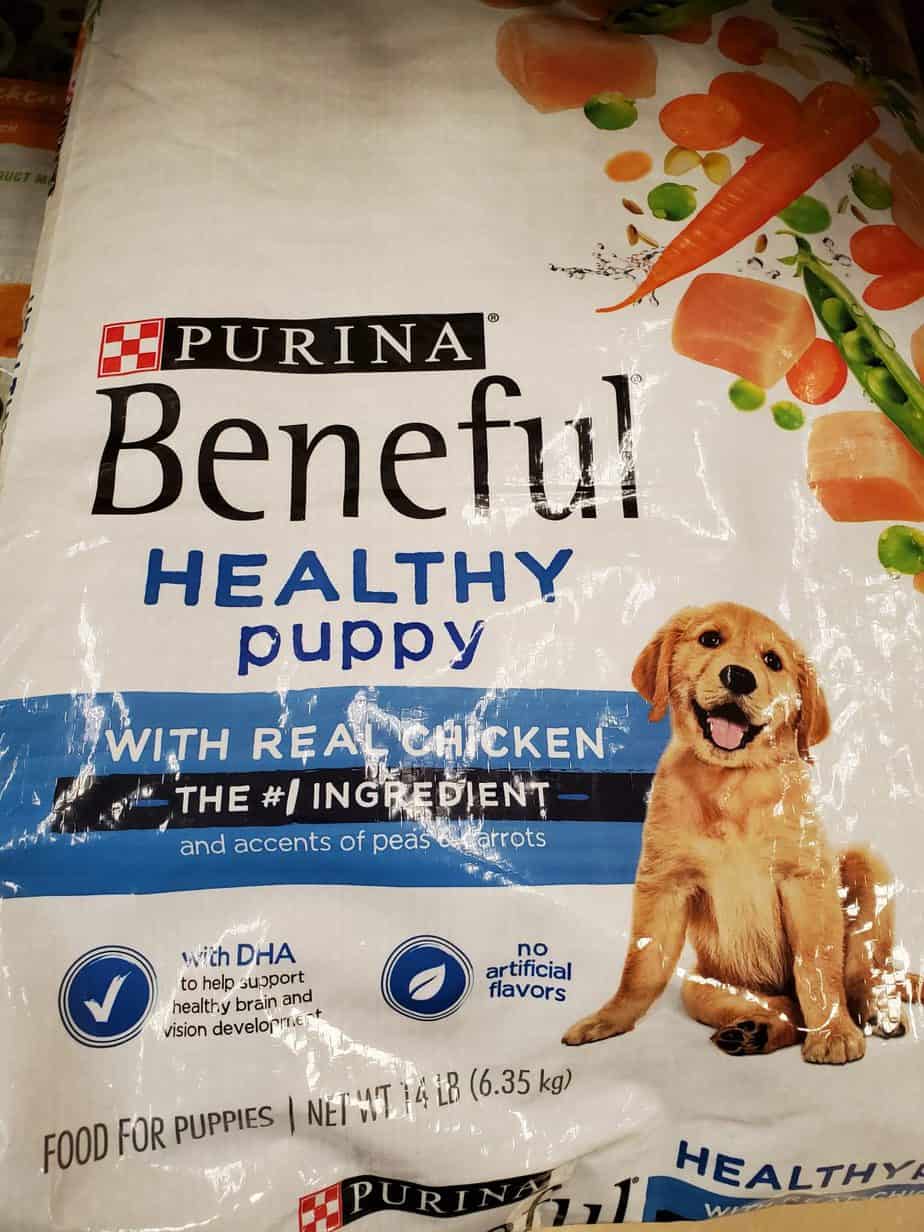 PURINA®
Beneful®
HEALTHY
puppy
WITH REAL CHICKEN
THE #1 INGREDIENT
and accents of peas & carrots
with DHA
to help support
healthy brain and
vision development
no
artificial
flavors
FOOD FOR PUPPIES | NET WT 14 LB (6.35 kg)
HEALTHY
PURINA